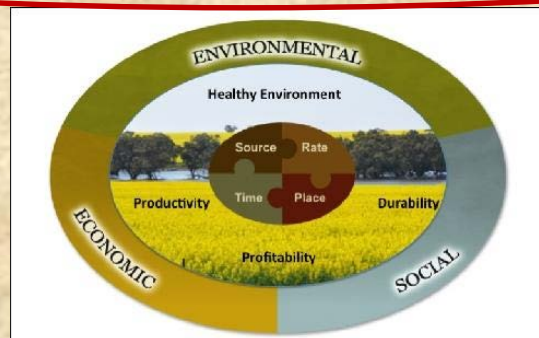 ENVIRONMENTAL
Healthy Environment
Source Rate
Time Place
Productivity Durability
Profitability
ECONOMIC
SOCIAL